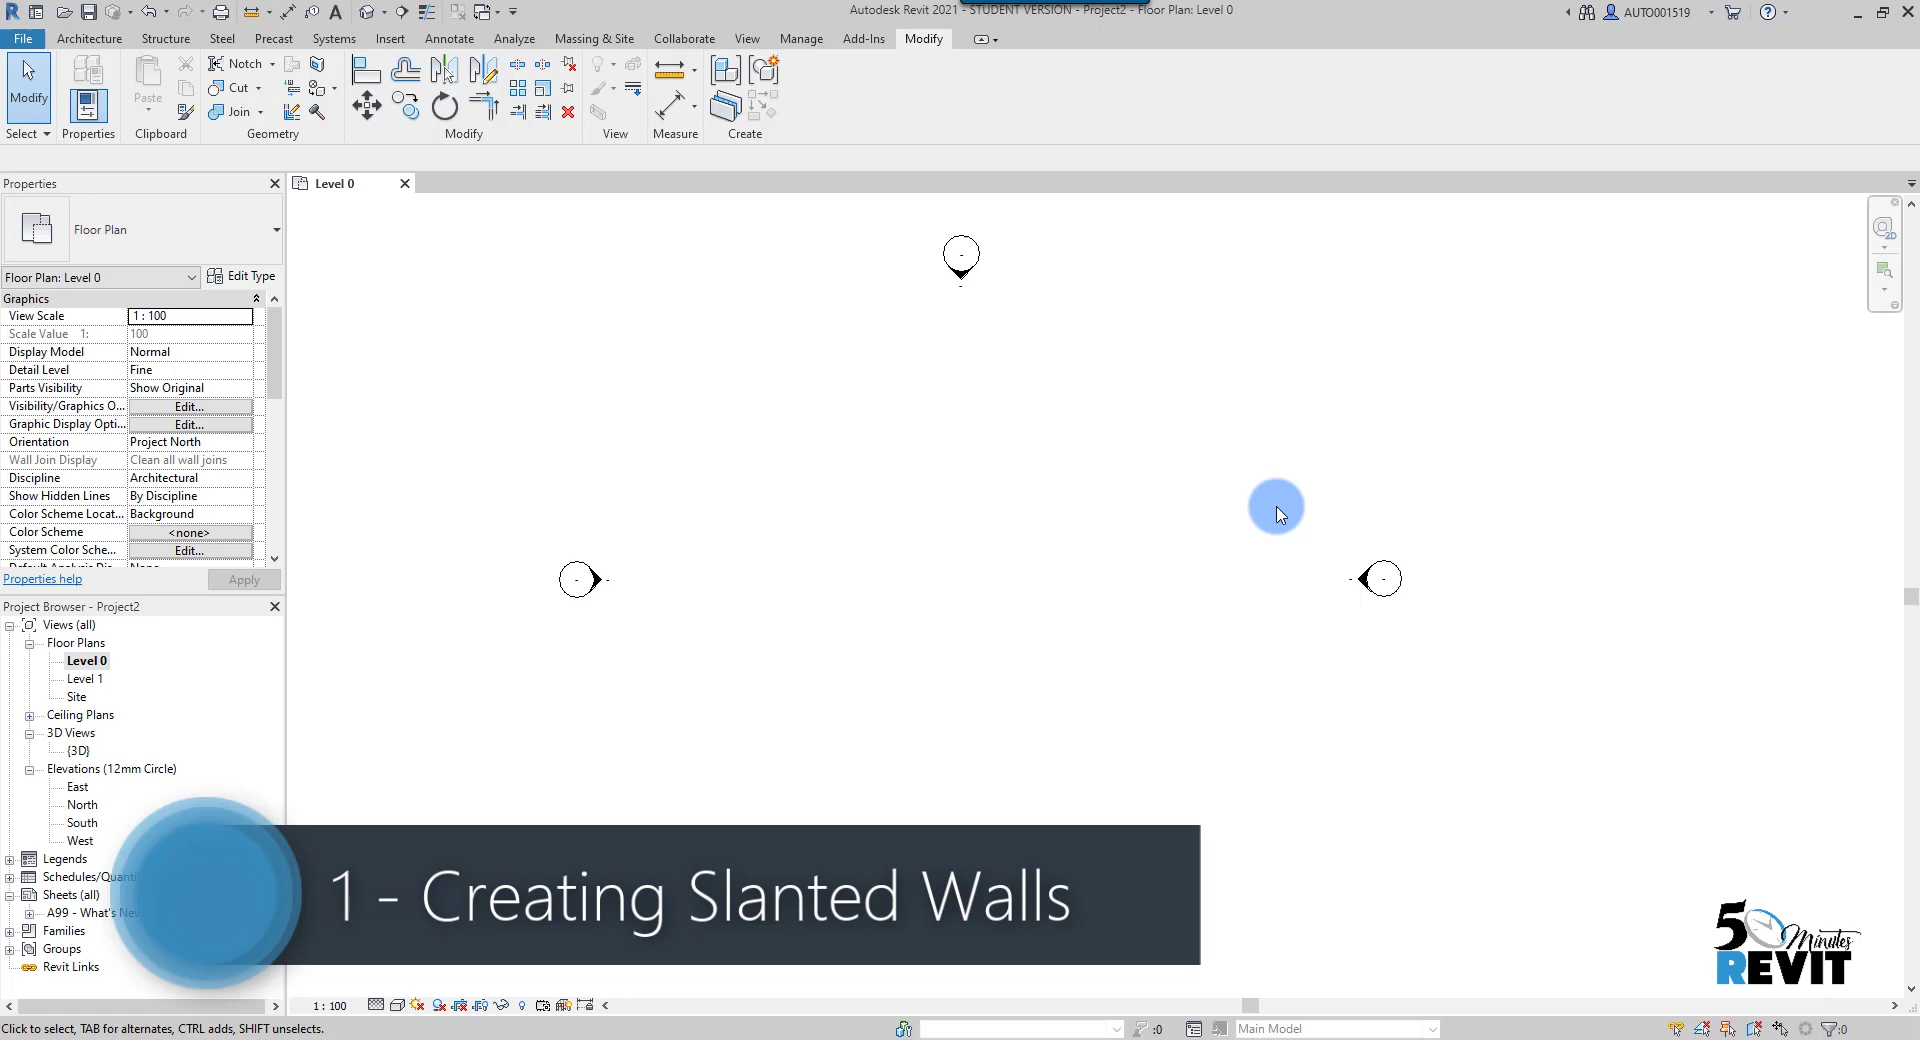 Autodesk Revit 2021 - STUDENT VERSION - Project2 - Floor Plan: Level 0
AUTO001519
File Architecture Structure Steel Precast Systems Insert Annotate Analyze Massing & Site Collaborate View Manage Add-Ins Modify
Modify
Paste
Notch
Cut
Join
Select Properties Clipboard Geometry Modify View Measure Create
Properties
Level 0
Floor Plan
Floor Plan: Level 0 Edit Type
Graphics
View Scale 1 : 100
Scale Value 1: 100
Display Model Normal
Detail Level Fine
Parts Visibility Show Original
Visibility/Graphics O... Edit...
Graphic Display Opti... Edit...
Orientation Project North
Wall Join Display Clean all wall joins
Discipline Architectural
Show Hidden Lines By Discipline
Color Scheme Locat... Background
Color Scheme <none>
System Color Sche... Edit...
Properties help Apply
Project Browser - Project2
Views (all)
Floor Plans
Level 0
Level 1
Site
Ceiling Plans
3D Views
{3D}
Elevations (12mm Circle)
East
North
South
West
Legends
Schedules/Quanti
Sheets (all)
A99 - What's New
Families
Groups
Revit Links
2D
1 - Creating Slanted Walls
5 Minutes
REVIT
1 : 100
Click to select, TAB for alternates, CTRL adds, SHIFT unselects.
:0
Main Model
:0